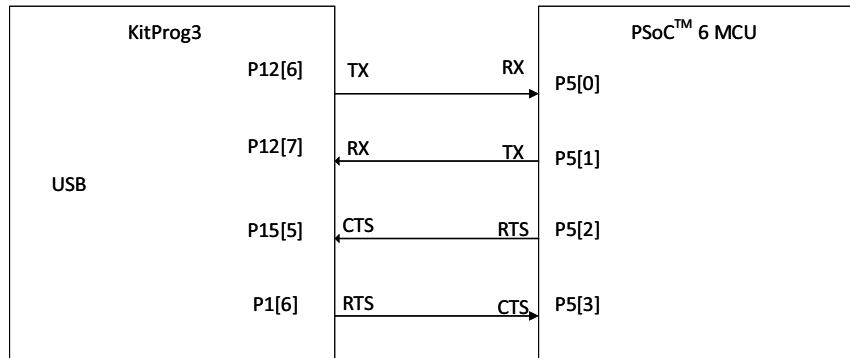 KitProg3 PSoC™ 6 MCU
P12[6] TX RX P5[0]
P12[7] RX TX P5[1]
USB
P15[5] CTS RTS P5[2]
P1[6] RTS CTS P5[3]